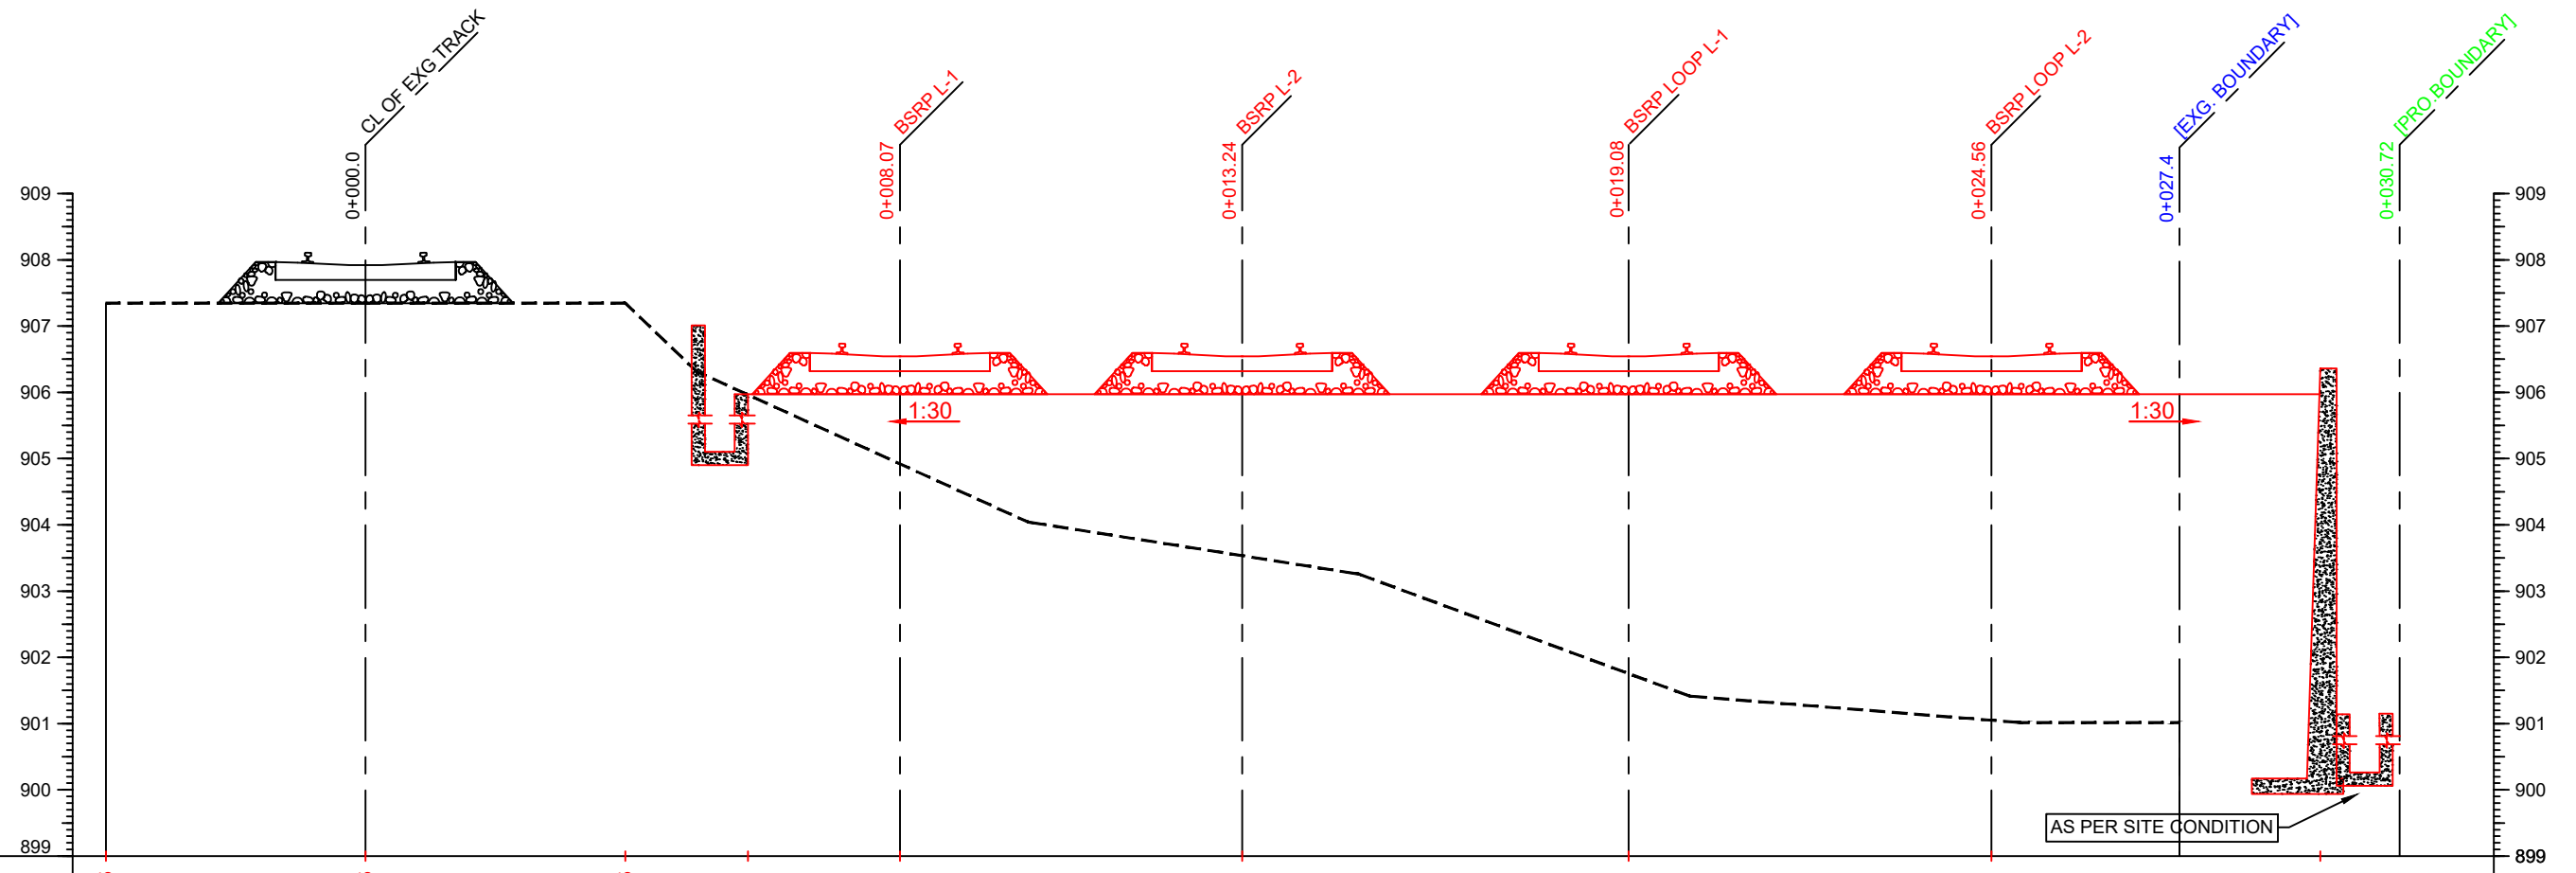 CL OF EXG TRACK
BSRP L-1
BSRP L-2
BSRP LOOP L-1
BSRP LOOP L-2
[EXG. BOUNDARY]
[PRO.BOUNDARY]
0+000.0
0+008.07
0+013.24
0+019.08
0+024.56
0+027.4
0+030.72
909 909
908 908
907 907
906 906
1:30 1:30
905 905
904 904
903 903
902 902
901 901
900 900
AS PER SITE CONDITION
899 899